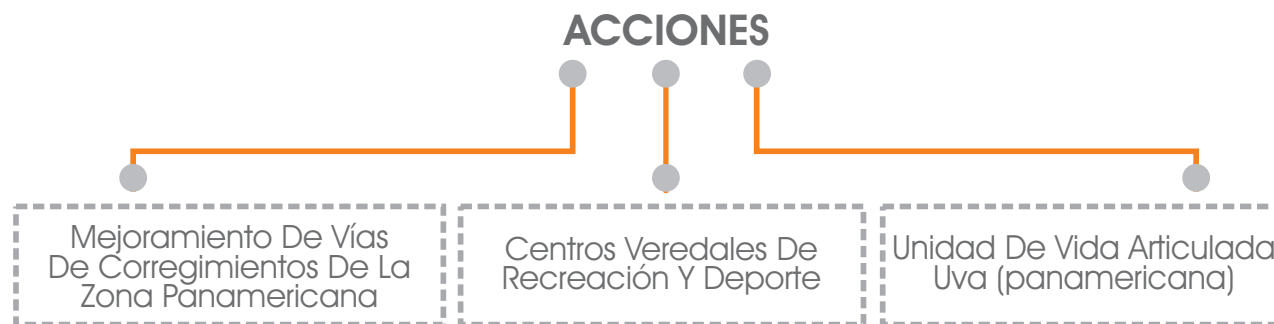 ACCIONES
Mejoramiento De Vías
De Corregimientos De La
Zona Panamericana
Centros Veredales De
Recreación Y Deporte
Unidad De Vida Articulada
Uva (panamericana)